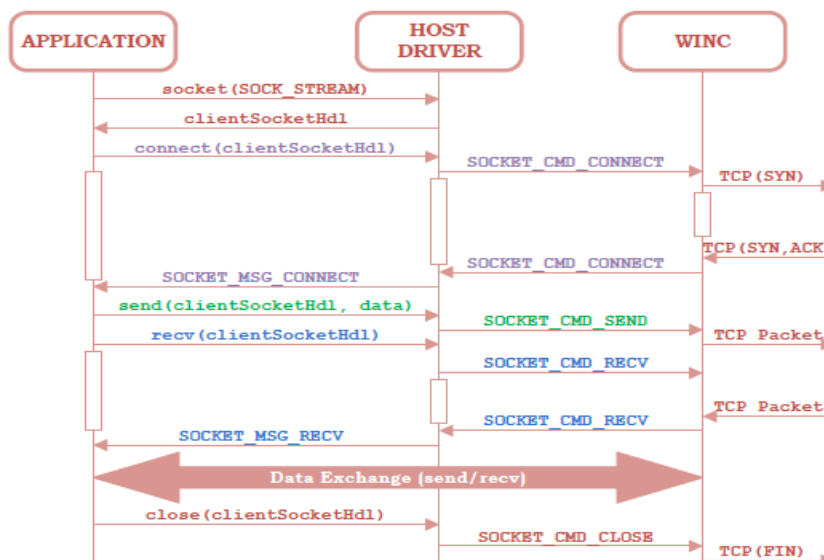 APPLICATION
HOST
DRIVER
WINC
socket(SOCK_STREAM)
clientSocketHdl
connect(clientSocketHdl)
SOCKET_CMD_CONNECT
TCP(SYN)
TCP(SYN,ACK
SOCKET_CMD_CONNECT
SOCKET_MSG_CONNECT
send(clientSocketHdl, data)
SOCKET_CMD_SEND
recv(clientSocketHdl)
TCP Packet
SOCKET_CMD_RECV
TCP Packet
SOCKET_CMD_RECV
SOCKET_MSG_RECV
Data Exchange (send/recv)
close(clientSocketHdl)
SOCKET_CMD_CLOSE
TCP(FIN)